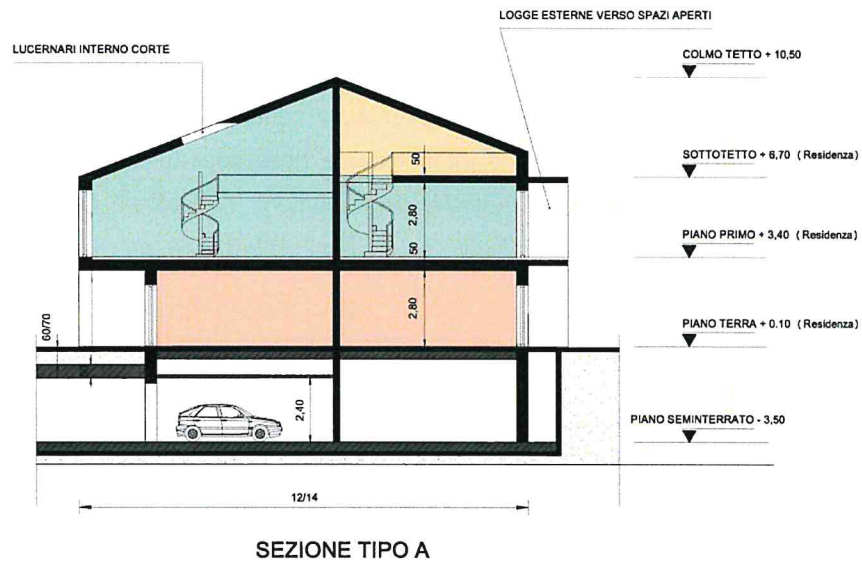 LOGGE ESTERNE VERSO SPAZI APERTI
LUCERNARI INTERNO CORTE
COLMO TETTO + 10,50
SOTTOTETTO + 6,70 ( Residenza)
50
2,80
PIANO PRIMO + 3,40 ( Residenza)
50
2,80
60/70
PIANO TERRA + 0.10 ( Residenza)
2,40
PIANO SEMINTERRATO - 3,50
12/14
SEZIONE TIPO A